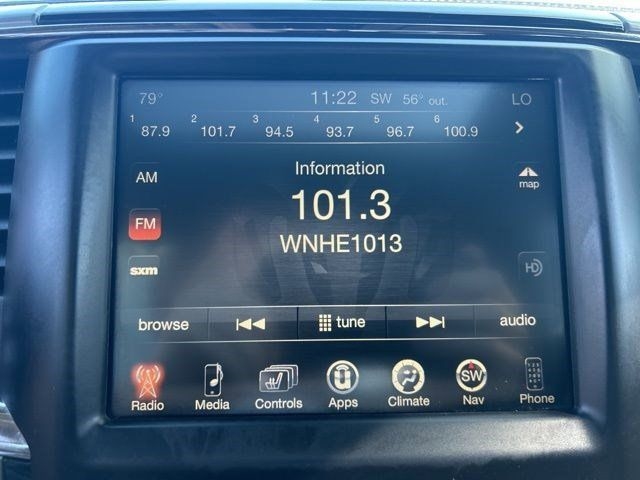 79° 11:22 SW 56° out. LO
1 87.9 2 101.7 3 94.5 4 93.7 5 96.7 6 100.9 >
AM Information map
101.3
FM
WNHE1013
sxm HD
browse tune audio
SW
Radio Media Controls Apps Climate Nav Phone